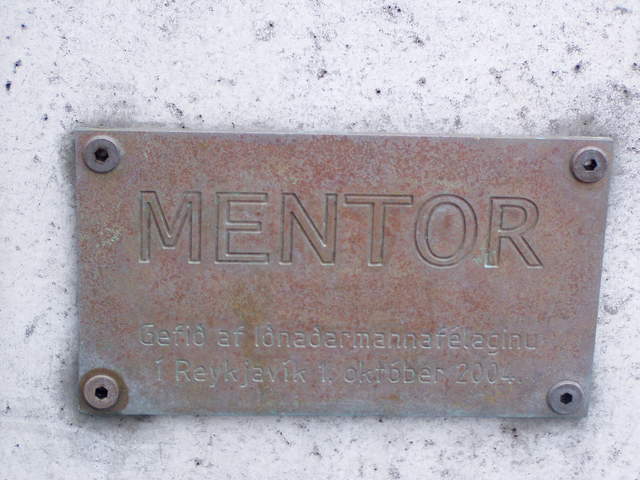 MENTOR
Gefið af Iðnaðarmannafélaginu
í Reykjavík 1. október 2004.